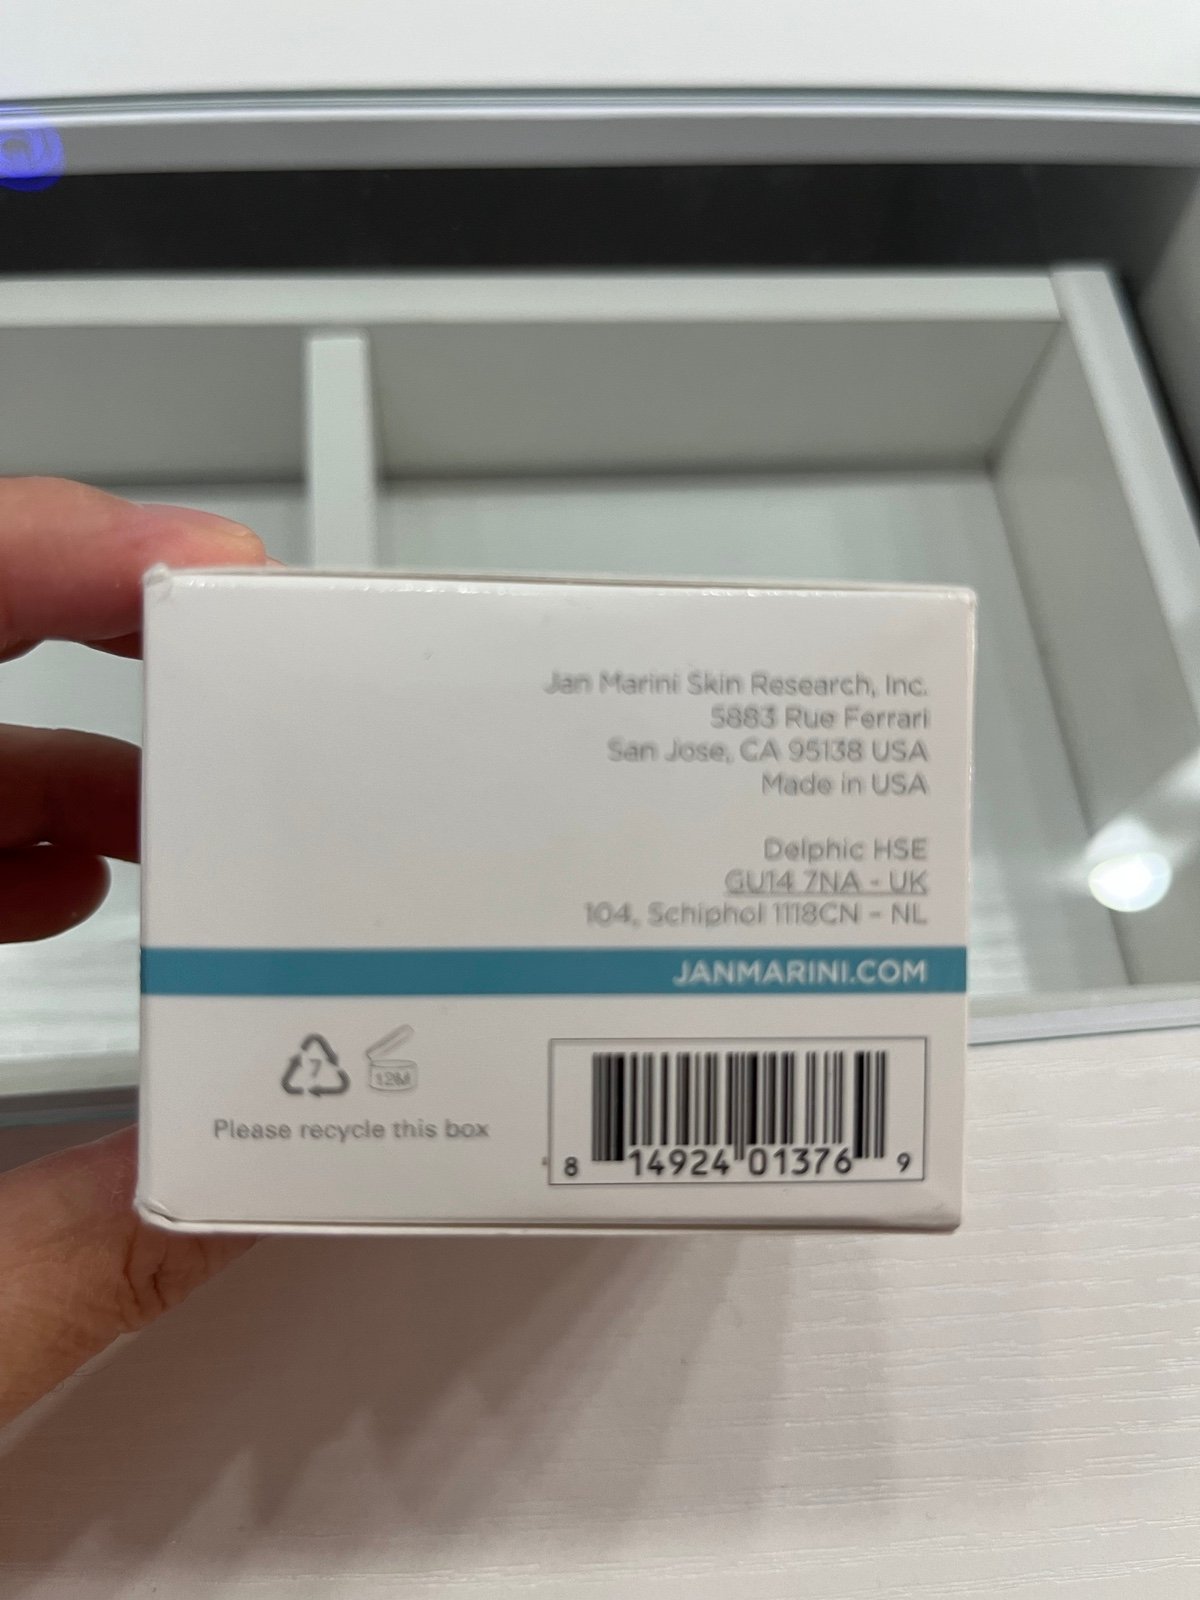 Jan Marini Skin Research, Inc.
5883 Rue Ferrari
San Jose, CA 95138 USA
Made in USA
Delphic HSE
GU14 7NA - UK
104, Schiphol 1118CN - NL
JANMARINI.COM
7
12M
Please recycle this box
8 14924 01376 9